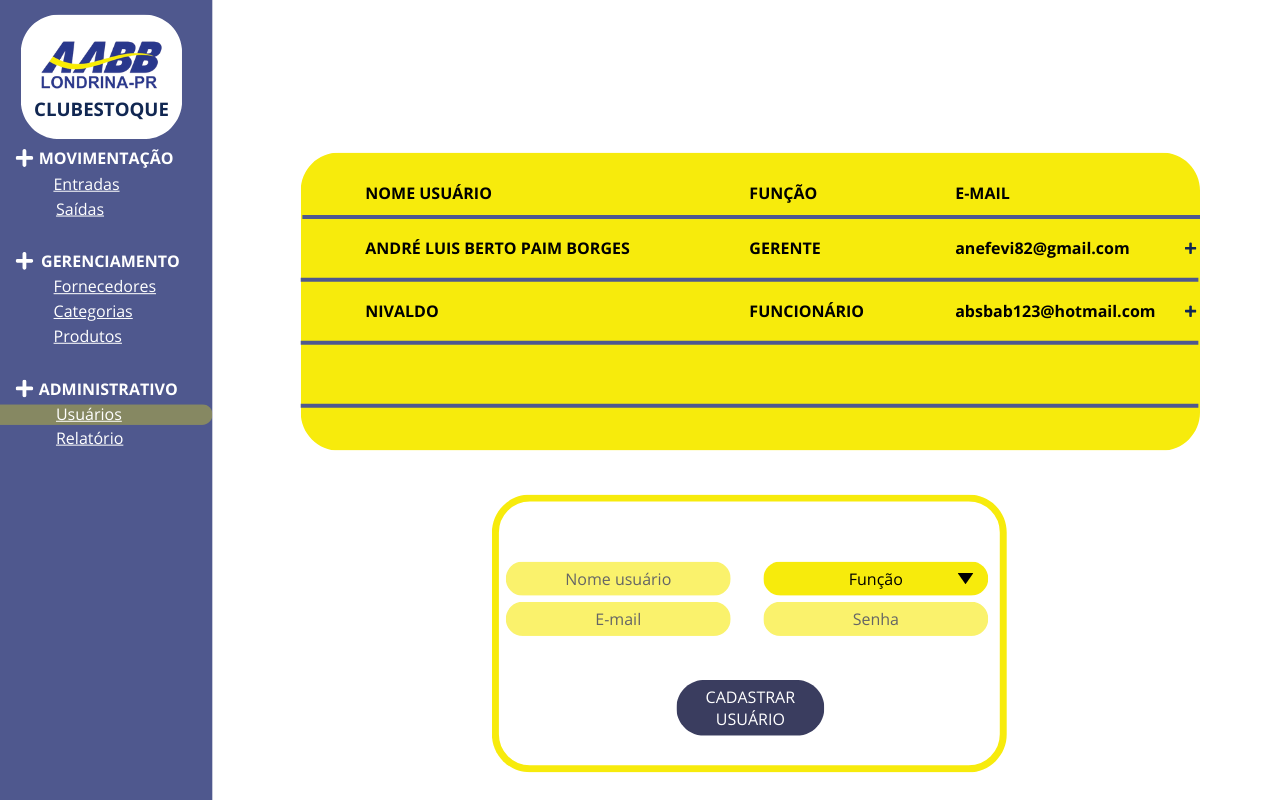 AABB
LONDRINA-PR
CLUBESTOQUE
MOVIMENTAÇÃO
Entradas
Saídas
GERENCIAMENTO
Fornecedores
Categorias
Produtos
ADMINISTRATIVO
Usuários
Relatório
NOME USUÁRIO FUNÇÃO E-MAIL
ANDRÉ LUIS BERTO PAIM BORGES GERENTE anefevi82@gmail.com +
NIVALDO FUNCIONÁRIO absbab123@hotmail.com +
Nome usuário Função
E-mail Senha
CADASTRAR
USUÁRIO